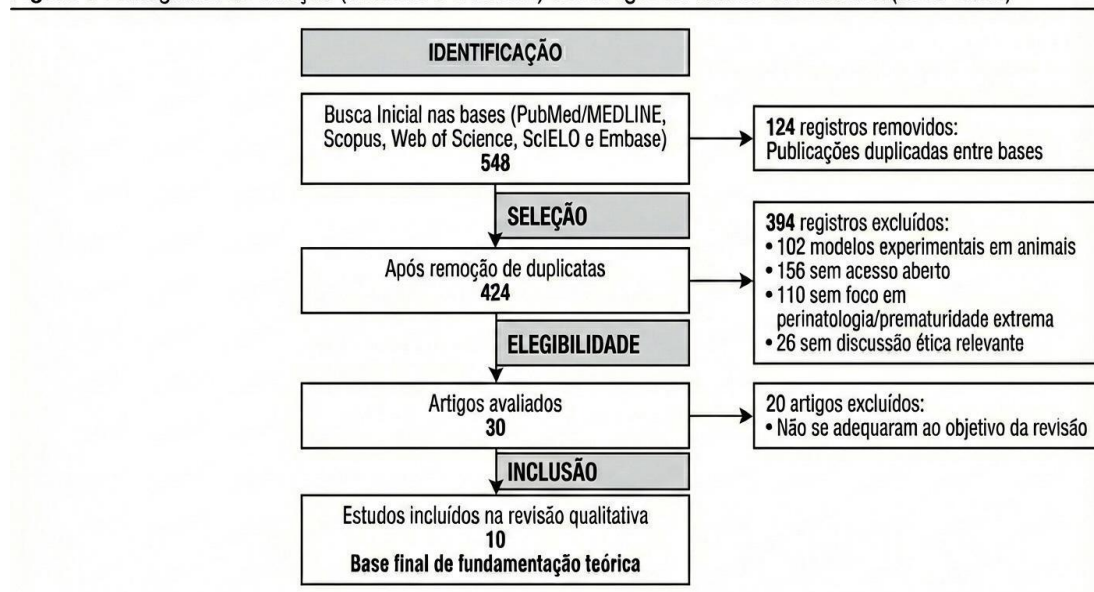 IDENTIFICAÇÃO
Busca Inicial nas bases (PubMed/MEDLINE,
Scopus, Web of Science, SciELO e Embase)
548
124 registros removidos:
Publicações duplicadas entre bases
SELEÇÃO
Após remoção de duplicatas
424
394 registros excluídos:
• 102 modelos experimentais em animais
• 156 sem acesso aberto
• 110 sem foco em
perinatologia/prematuridade extrema
• 26 sem discussão ética relevante
ELEGIBILIDADE
Artigos avaliados
30
20 artigos excluídos:
• Não se adequaram ao objetivo da revisão
INCLUSÃO
Estudos incluídos na revisão qualitativa
10
Base final de fundamentação teórica